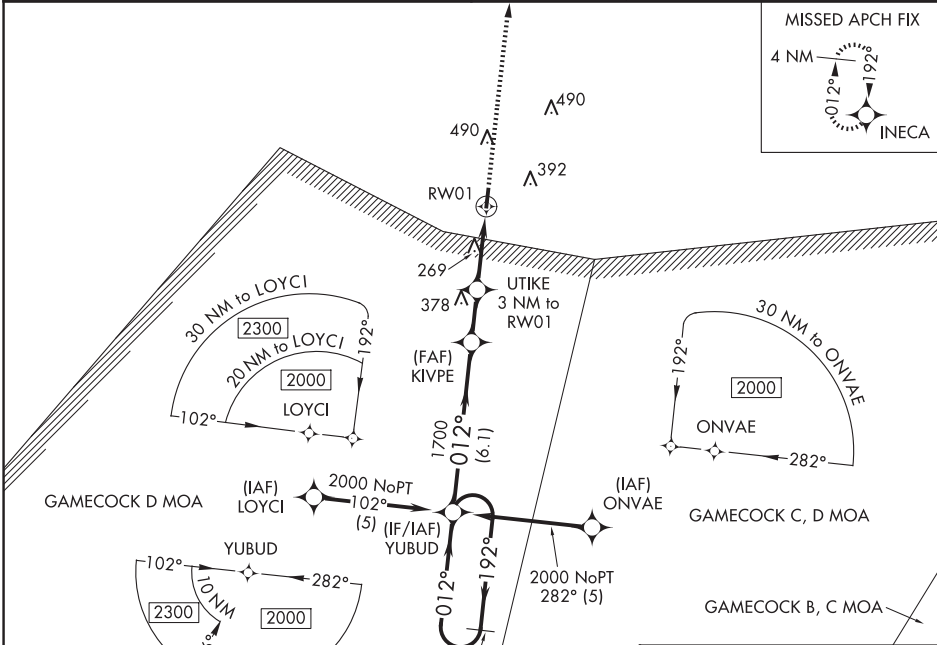 MISSED APCH FIX
4 NM
192°
012°
INECA
490
490
392
RW01
269
UTIKE
3 NM to
RW01
378
(FAF)
KIVPE
30 NM to LOYCI
2300
20 NM to LOYCI
2000
192°
LOYCI
102°
30 NM to ONVAE
192°
2000
ONVAE
282°
1700
012°
(6.1)
GAMECOCK D MOA
(IAF)
LOYCI
2000 NoPT
102°
(5)
(IF/IAF)
YUBUD
(IAF)
ONVAE
GAMECOCK C, D MOA
2000 NoPT
282° (5)
YUBUD
102°
282°
10 NM
2300
2000
012°
192°
GAMECOCK B, C MOA